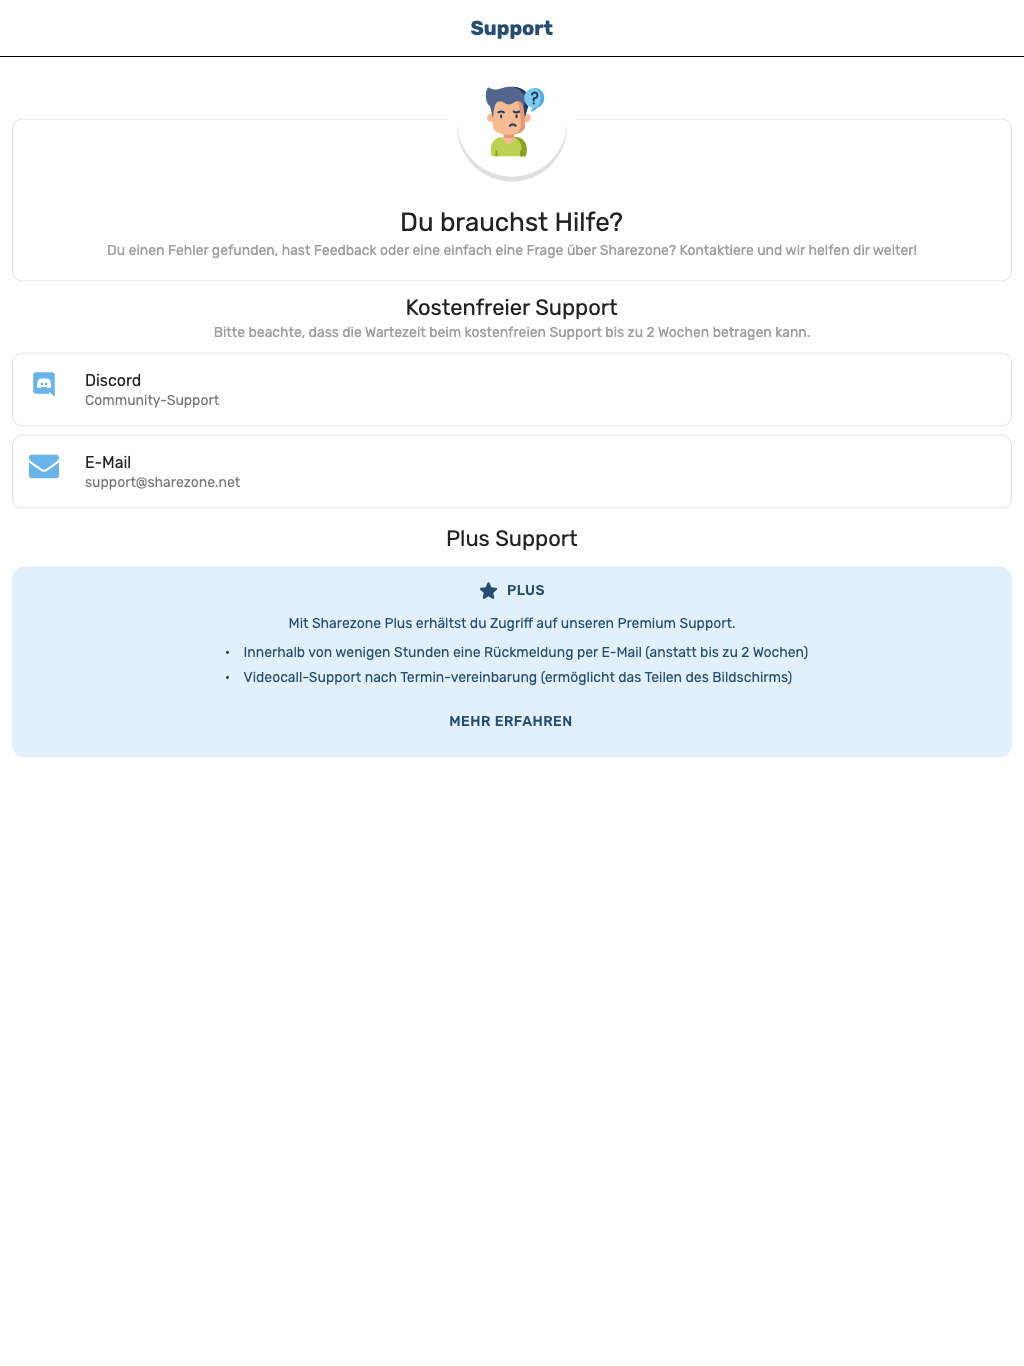 Support
?
Du brauchst Hilfe?
Du einen Fehler gefunden, hast Feedback oder eine einfach eine Frage über Sharezone? Kontaktiere und wir helfen dir weiter!
Kostenfreier Support
Bitte beachte, dass die Wartezeit beim kostenfreien Support bis zu 2 Wochen betragen kann.
Discord
Community-Support
E-Mail
support@sharezone.net
Plus Support
PLUS
Mit Sharezone Plus erhältst du Zugriff auf unseren Premium Support.
• Innerhalb von wenigen Stunden eine Rückmeldung per E-Mail (anstatt bis zu 2 Wochen)
• Videocall-Support nach Termin-vereinbarung (ermöglicht das Teilen des Bildschirms)
MEHR ERFAHREN